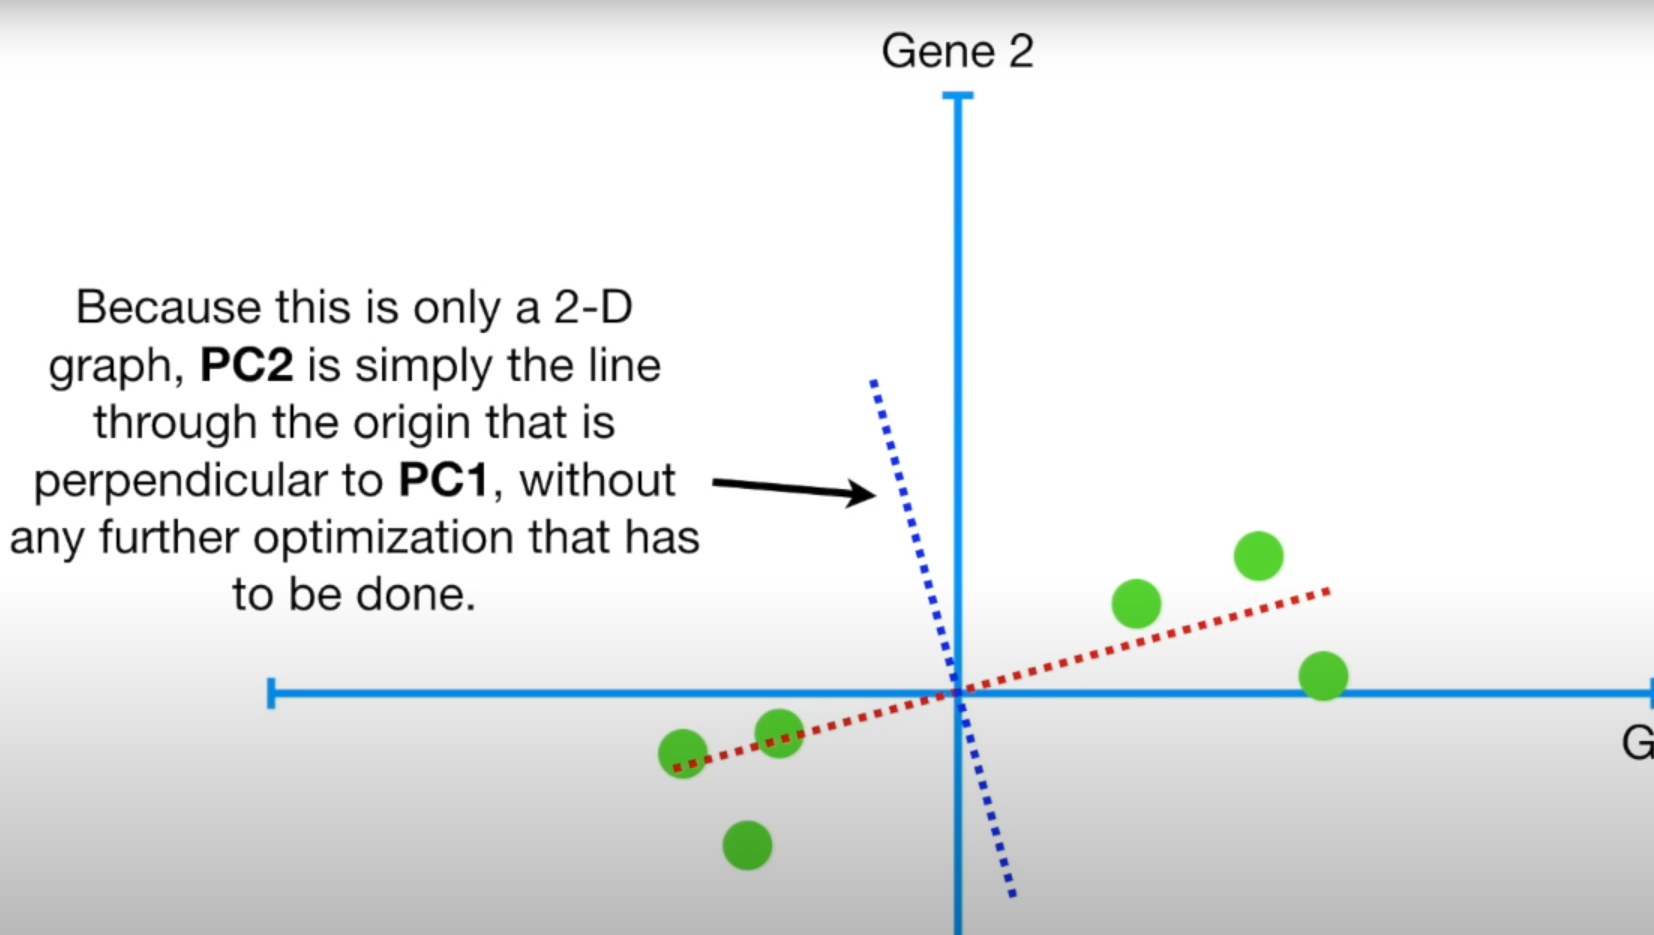 Gene 2
Because this is only a 2-D
graph, PC2 is simply the line
through the origin that is
perpendicular to PC1, without
any further optimization that has
to be done.
G